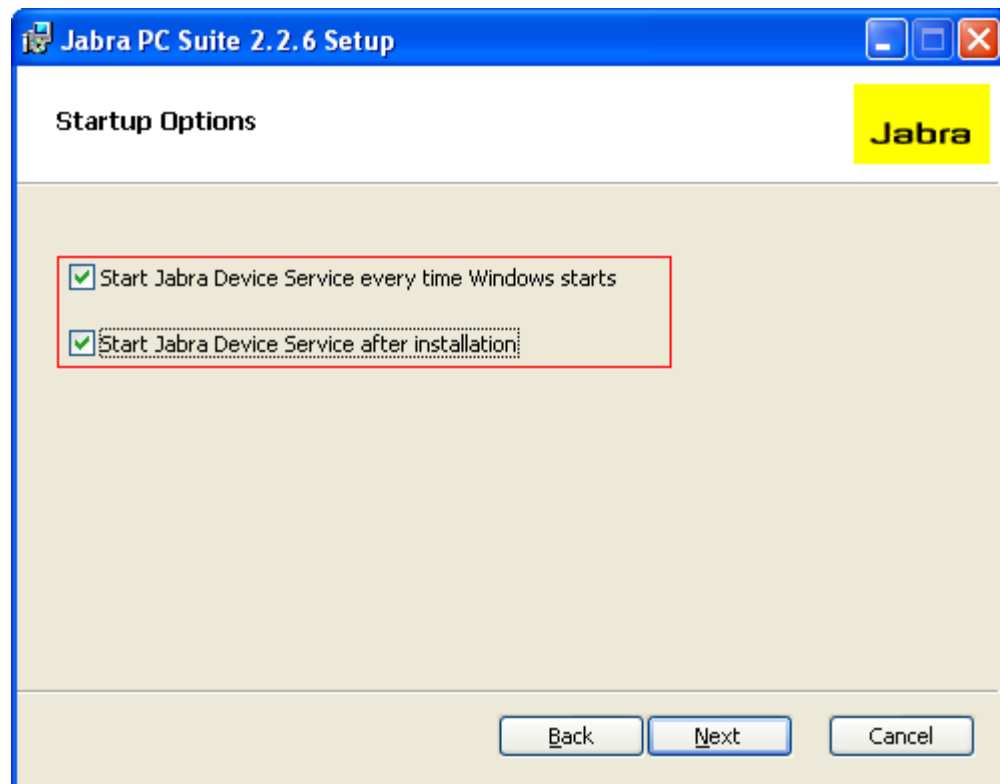 Jabra PC Suite 2.2.6 Setup
Startup Options
Jabra
Start Jabra Device Service every time Windows starts
Start Jabra Device Service after installation
Back
Next
Cancel